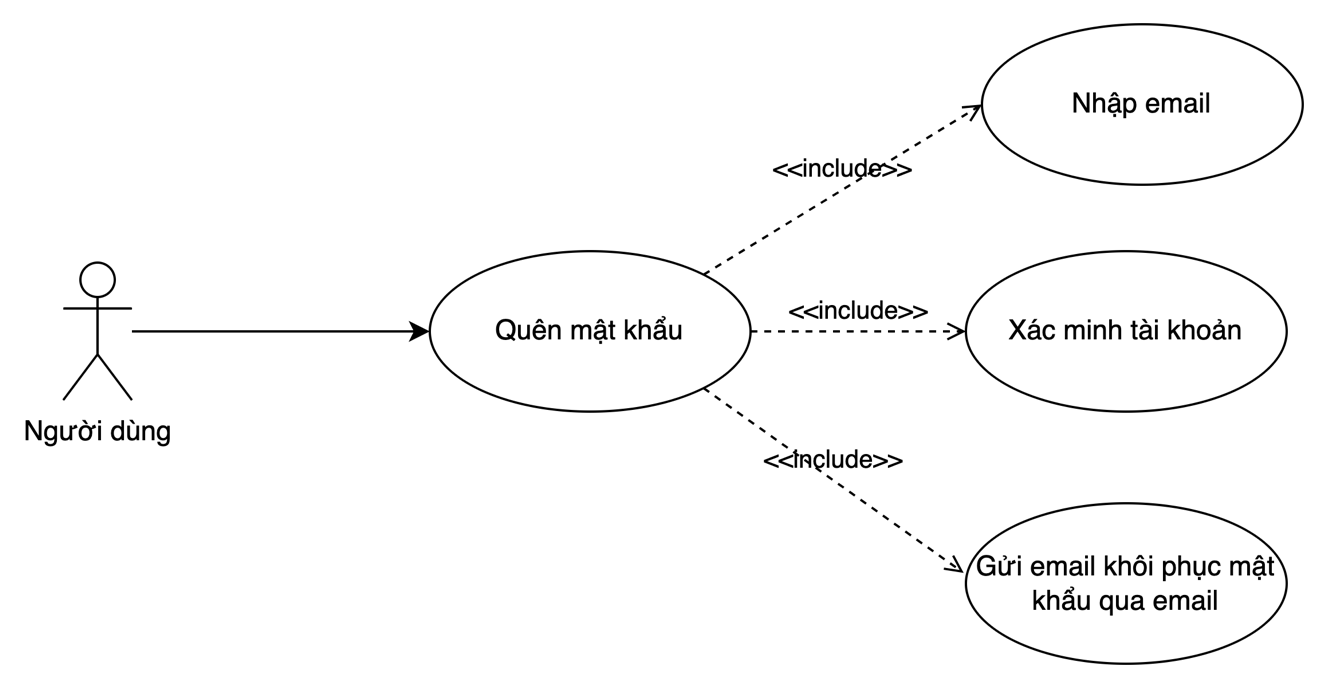 Nhập email
<<include>>
<<include>>
Quên mật khẩu
Xác minh tài khoản
Người dùng
<<include>>
Gửi email khôi phục mật
khẩu qua email